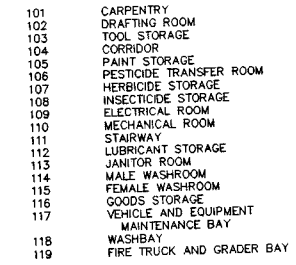 101 CARPENTRY
102 DRAFTING ROOM
103 TOOL STORAGE
104 CORRIDOR
105 PAINT STORAGE
106 PESTICIDE TRANSFER ROOM
107 HERBICIDE STORAGE
108 INSECTICIDE STORAGE
109 ELECTRICAL ROOM
110 MECHANICAL ROOM
111 STAIRWAY
112 LUBRICANT STORAGE
113 JANITOR ROOM
114 MALE WASHROOM
115 FEMALE WASHROOM
116 GOODS STORAGE
117 VEHICLE AND EQUIPMENT
MAINTENANCE BAY
118 WASHBAY
119 FIRE TRUCK AND GRADER BAY